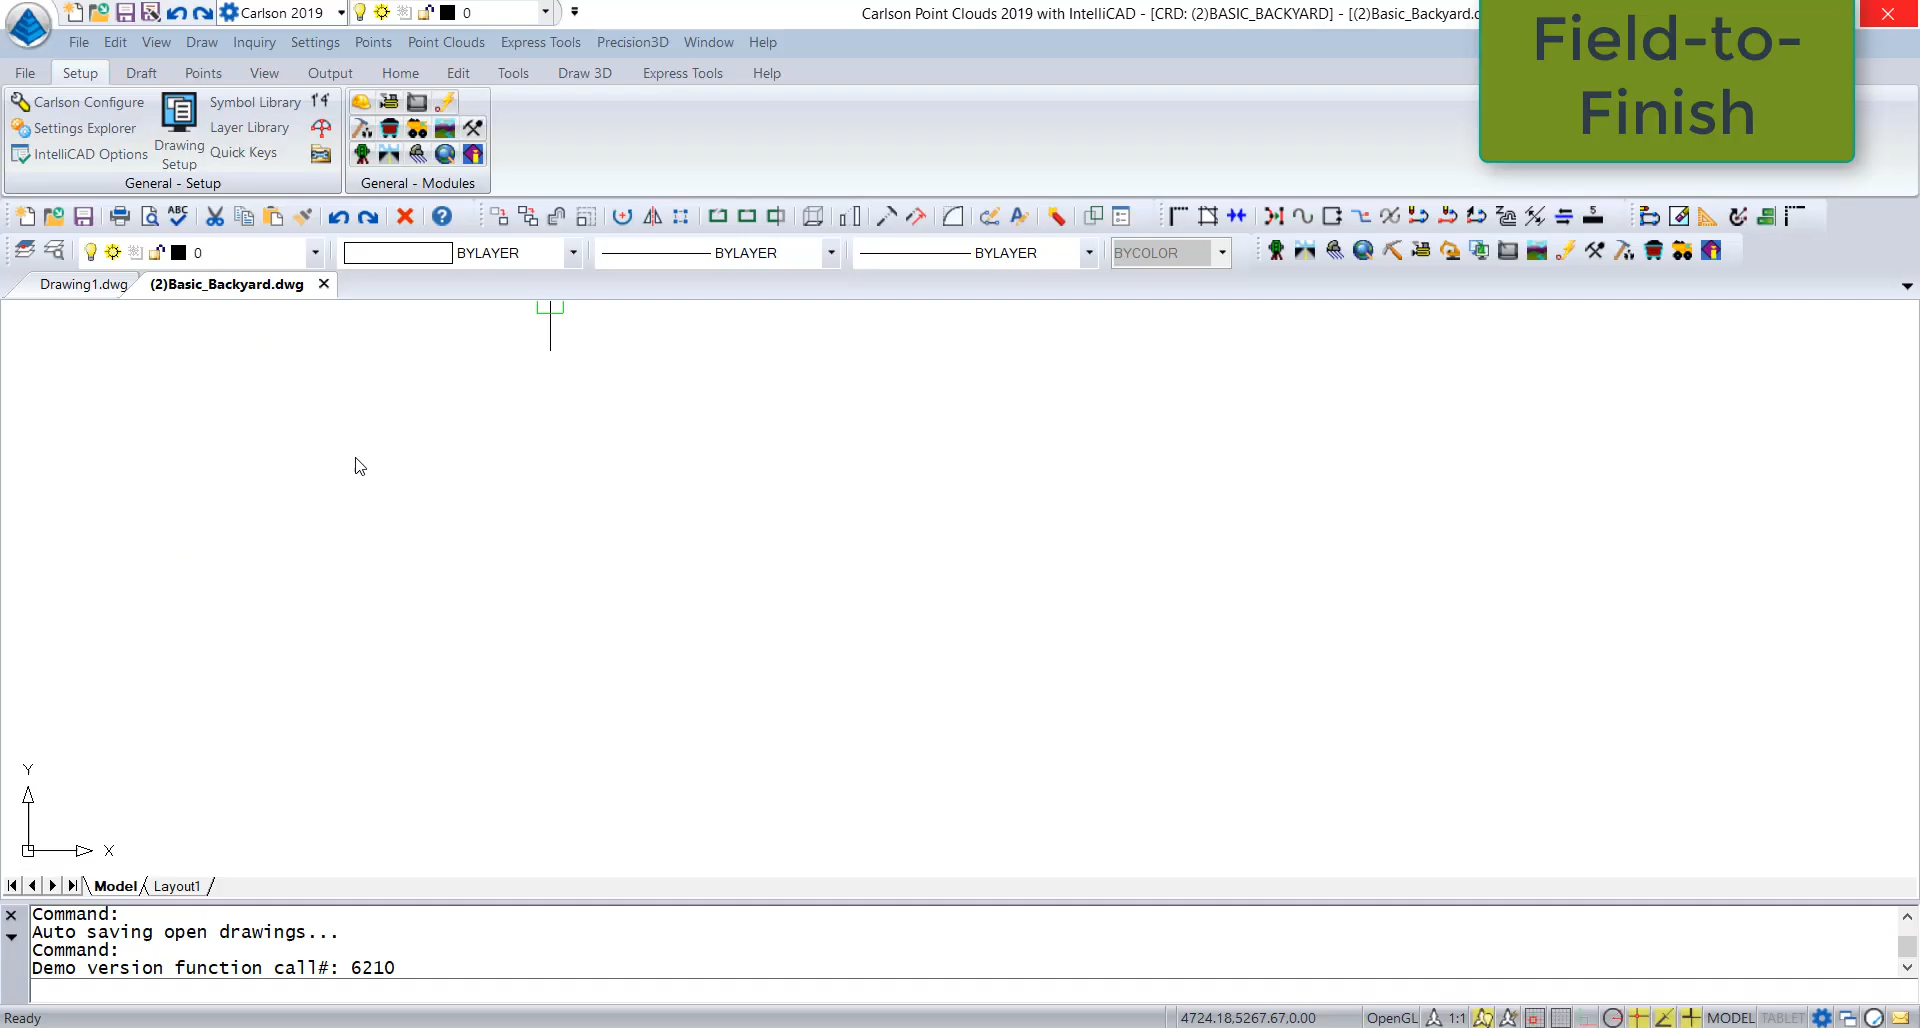 Carlson 2019
0
Carlson Point Clouds 2019 with IntelliCAD - [CRD: (2)BASIC_BACKYARD] - [(2)Basic_Backyard.d
Field-to-
Finish
File Edit View Draw Inquiry Settings Points Point Clouds Express Tools Precision3D Window Help
File Setup Draft Points View Output Home Edit Tools Draw 3D Express Tools Help
Carlson Configure
Settings Explorer
IntelliCAD Options
Drawing
Setup
Symbol Library
Layer Library
Quick Keys
General - Setup
General - Modules
ABC
0 BYLAYER BYLAYER BYLAYER BYCOLOR
Drawing1.dwg (2)Basic_Backyard.dwg
Y
X
Model Layout1
Command:
Auto saving open drawings...
Command:
Demo version function call#: 6210
Ready 4724.18,5267.67,0.00 OpenGL 1:1 MODEL TABLET